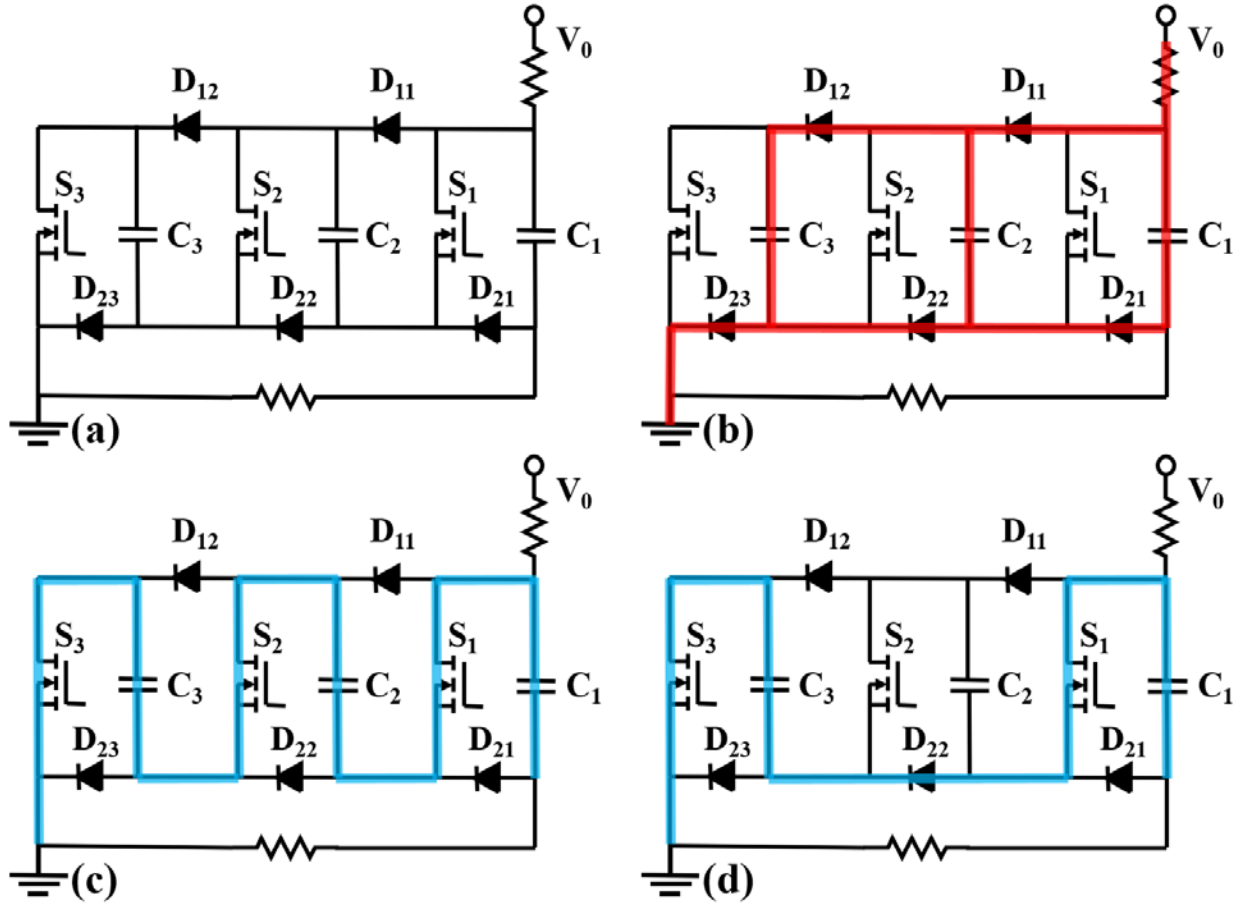 V₀
D₁₂ D₁₁
S₃ C₃ S₂ C₂ S₁ C₁
D₂₃ D₂₂ D₂₁
(a)
V₀
D₁₂ D₁₁
S₃ C₃ S₂ C₂ S₁ C₁
D₂₃ D₂₂ D₂₁
(b)
V₀
D₁₂ D₁₁
S₃ C₃ S₂ C₂ S₁ C₁
D₂₃ D₂₂ D₂₁
(c)
V₀
D₁₂ D₁₁
S₃ C₃ S₂ C₂ S₁ C₁
D₂₃ D₂₂ D₂₁
(d)